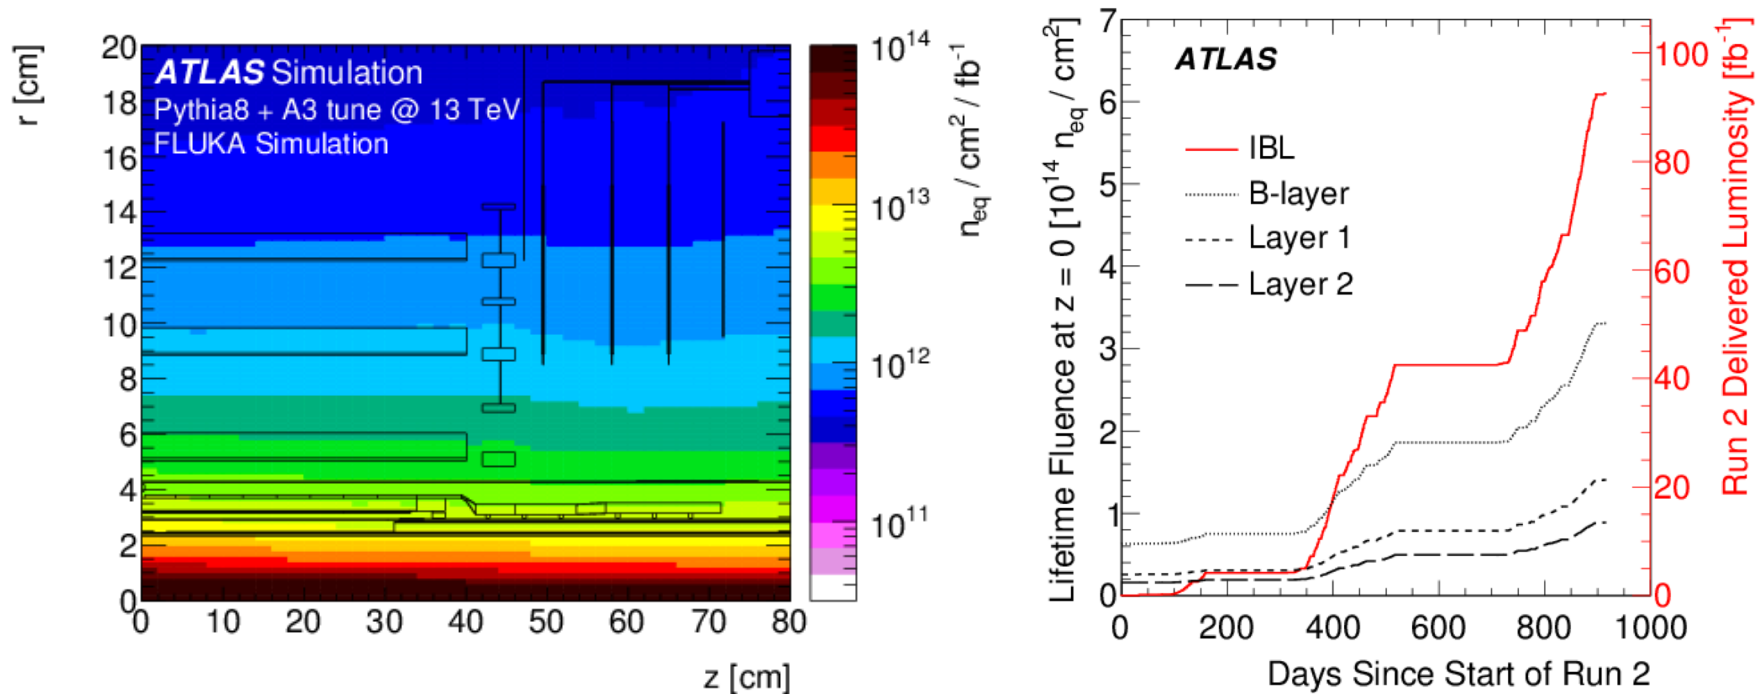 r [cm]
20
18
16
14
12
10
8
6
4
2
0
ATLAS Simulation
Pythia8 + A3 tune @ 13 TeV
FLUKA Simulation
0 10 20 30 40 50 60 70 80
z [cm]
10¹⁴
10¹³
10¹²
10¹¹
n_eq / cm² / fb⁻¹
Lifetime Fluence at z = 0 [10¹⁴ n_eq / cm²]
7
6
5
4
3
2
1
0
ATLAS
IBL
B-layer
Layer 1
Layer 2
0 200 400 600 800 1000
Days Since Start of Run 2
100
80
60
40
20
0
Run 2 Delivered Luminosity [fb⁻¹]